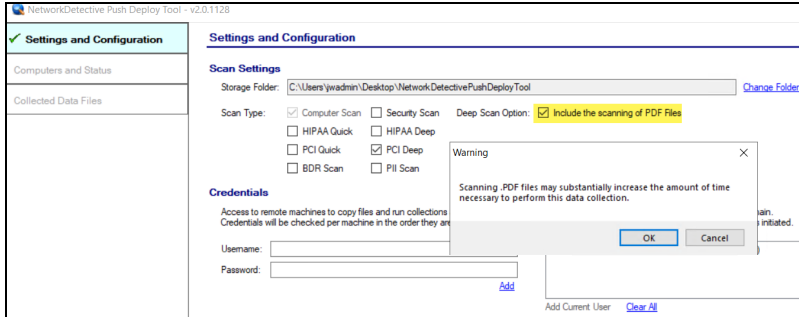 NetworkDetective Push Deploy Tool - v2.0.1128
Settings and Configuration
Computers and Status
Collected Data Files
Settings and Configuration
Scan Settings
Storage Folder: C:\Users\jwadmin\Desktop\NetworkDetectivePushDeployTool Change Folder
Scan Type: Computer Scan Security Scan Deep Scan Option: Include the scanning of PDF Files
HIPAA Quick HIPAA Deep
PCI Quick PCI Deep
BDR Scan PII Scan
Warning
Scanning .PDF files may substantially increase the amount of time
necessary to perform this data collection.
OK Cancel
Credentials
Access to remote machines to copy files and run collections
Credentials will be checked per machine in the order they are initiated.
Username:
Password:
Add
Add Current User Clear All